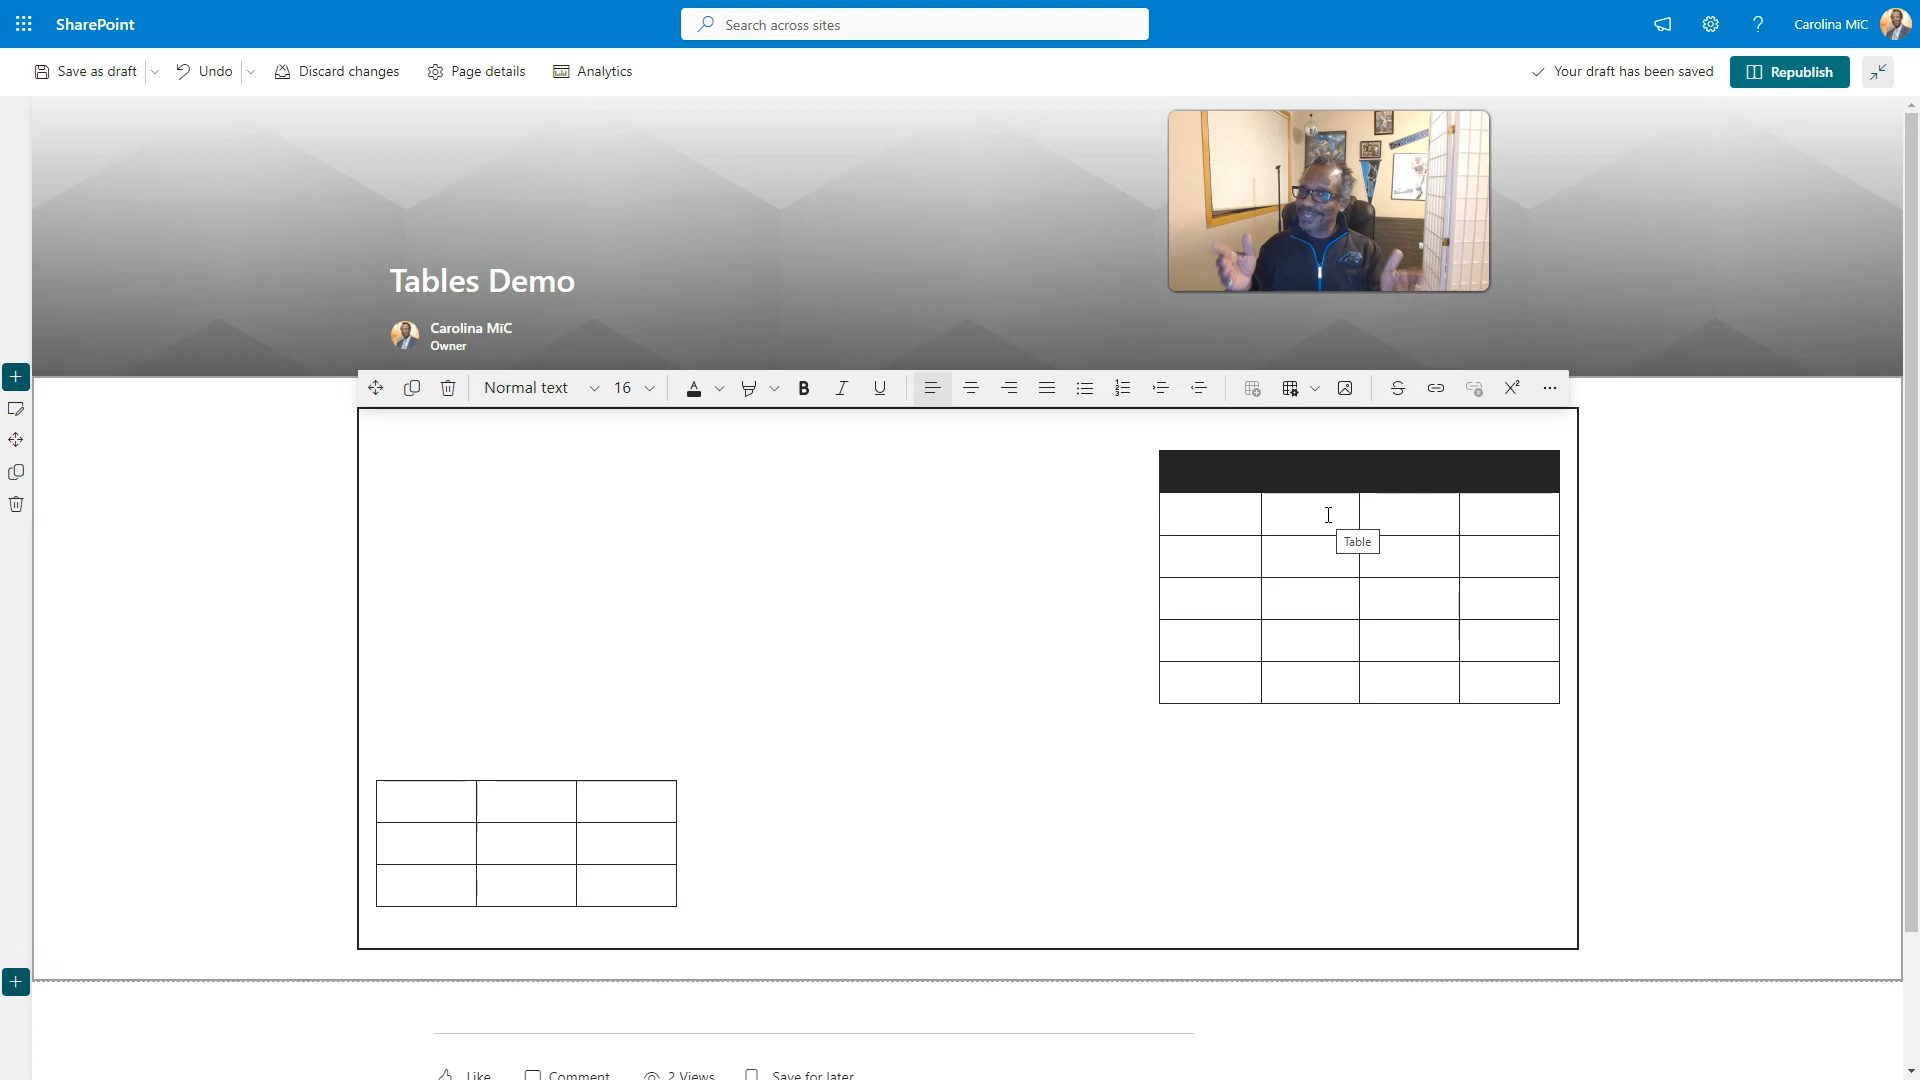 SharePoint
Search across sites
Carolina MiC
Save as draft
Undo
Discard changes
Page details
Analytics
Your draft has been saved
Republish
Tables Demo
Carolina MiC
Owner
Normal text
16
Table
Like
Comment
2 Views
Save for later